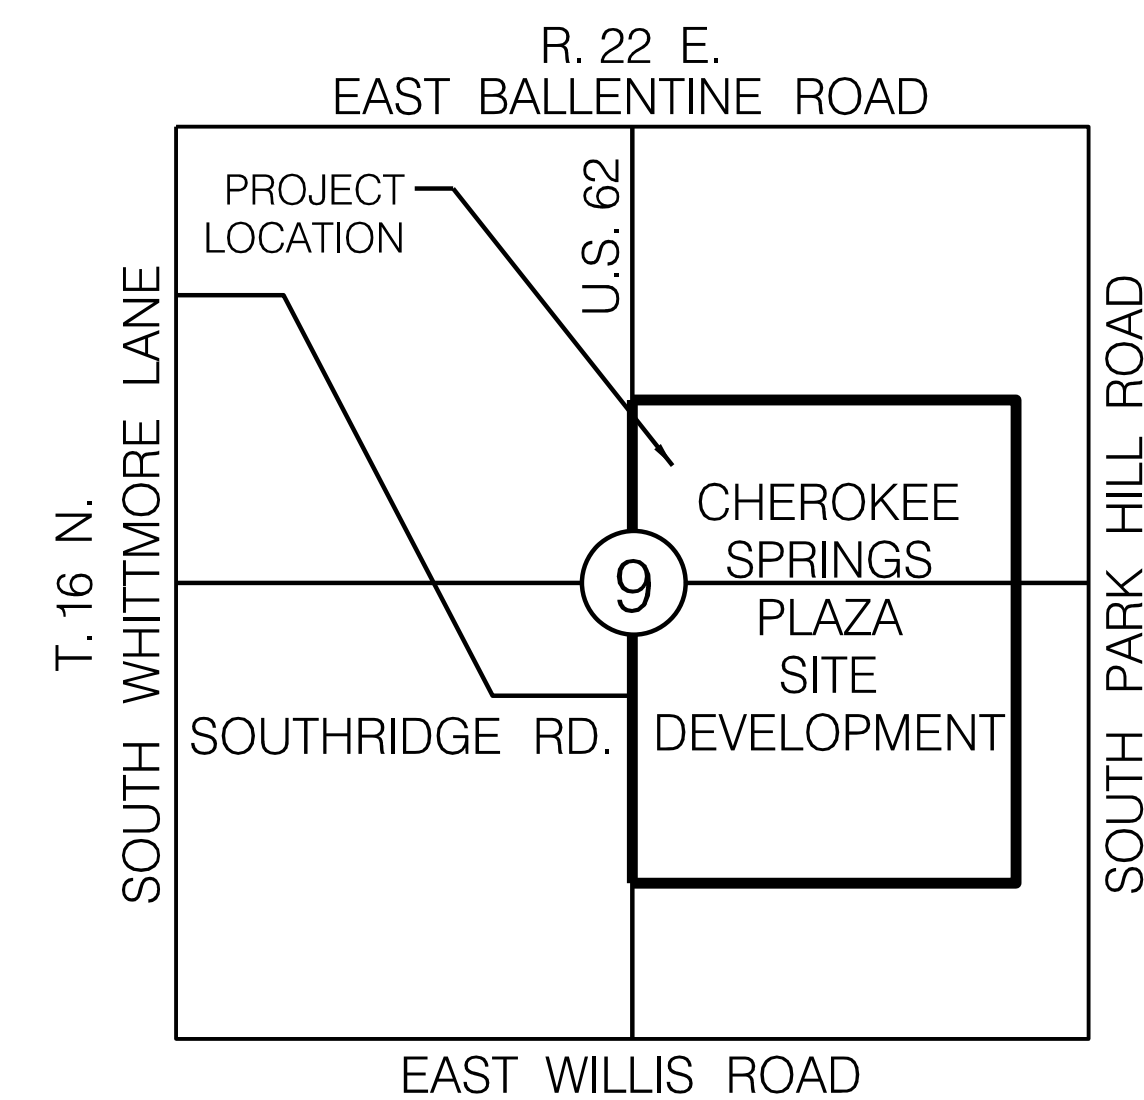 R. 22 E.
EAST BALLENTINE ROAD
PROJECT
LOCATION
U.S. 62
T. 16 N.
SOUTH WHITTMORE LANE
SOUTH PARK HILL ROAD
CHEROKEE
SPRINGS
9
PLAZA
SITE
DEVELOPMENT
SOUTHRIDGE RD.
EAST WILLIS ROAD